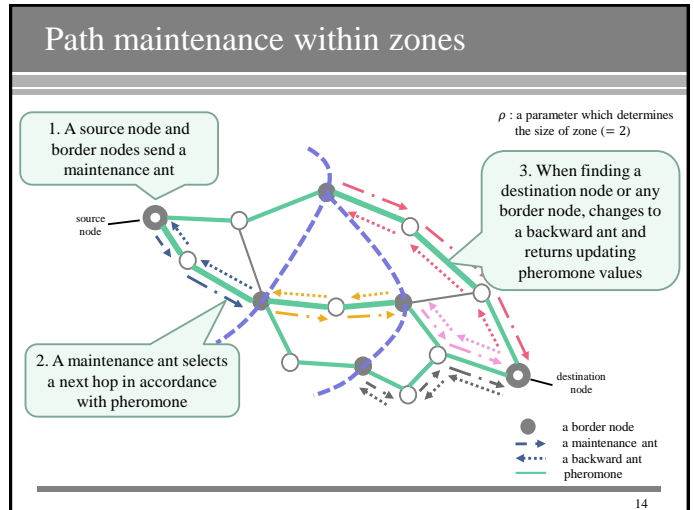 Path maintenance within zones
ρ : a parameter which determines
the size of zone (= 2)
1. A source node and
border nodes send a
maintenance ant
3. When finding a
destination node or any
border node, changes to
a backward ant and
returns updating
pheromone values
source
node
2. A maintenance ant selects
a next hop in accordance
with pheromone
destination
node
a border node
a maintenance ant
a backward ant
pheromone
14